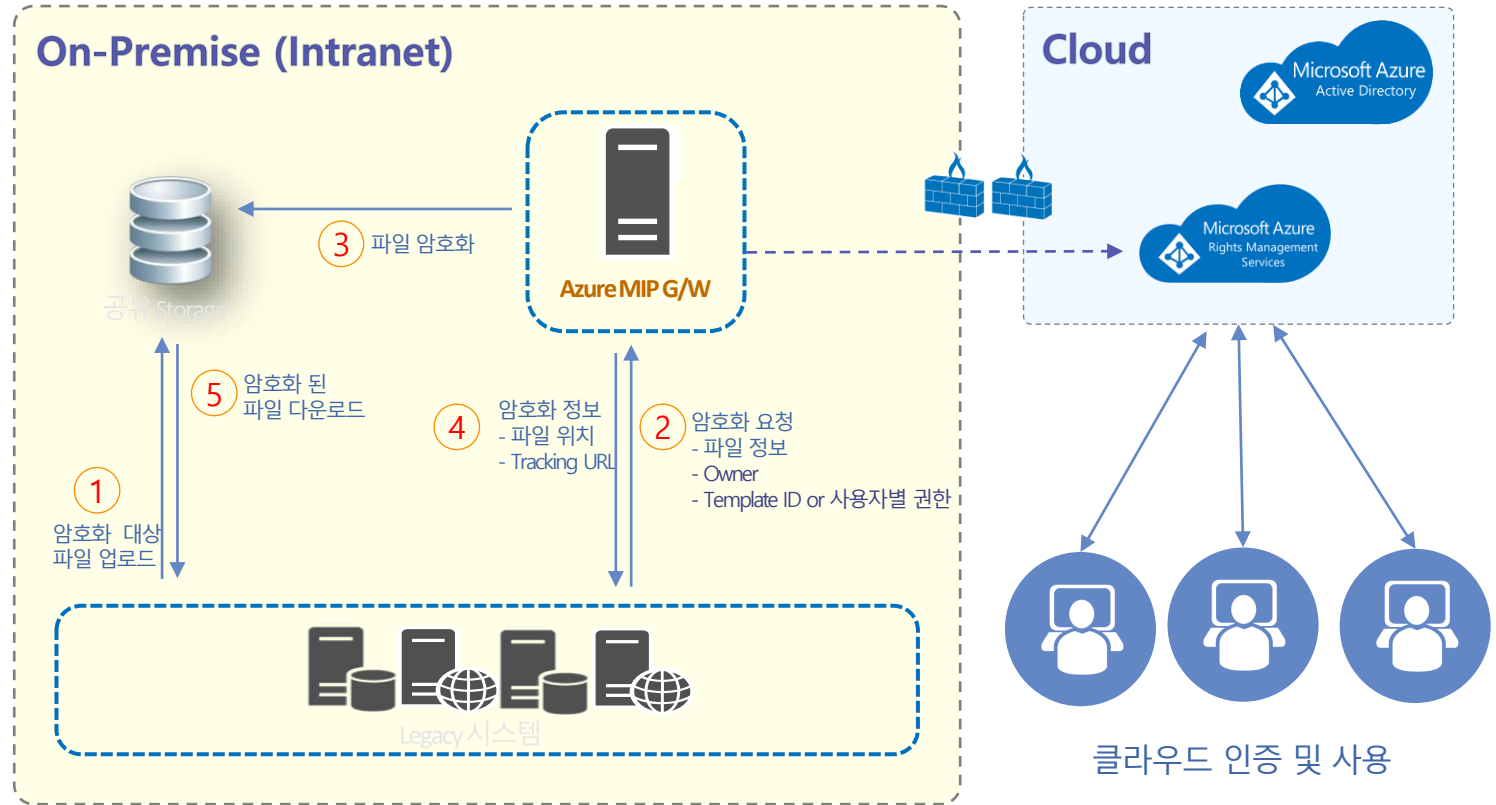 On-Premise (Intranet)
Cloud
Microsoft Azure
Active Directory
Microsoft Azure
Rights Management
Services
3 파일 암호화
Azure MIP G/W
공유 Storage
5 암호화 된
파일 다운로드
4 암호화 정보
- 파일 위치
- Tracking URL
2 암호화 요청
- 파일 정보
- Owner
- Template ID or 사용자별 권한
1
암호화 대상
파일 업로드
Legacy 시스템
클라우드 인증 및 사용